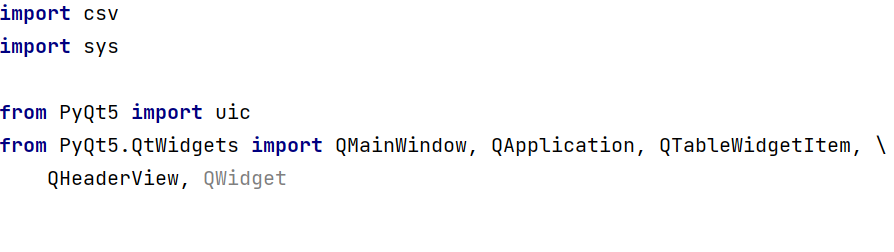 import csv
import sys
from PyQt5 import uic
from PyQt5.QtWidgets import QMainWindow, QApplication, QTableWidgetItem, \
QHeaderView, QWidget